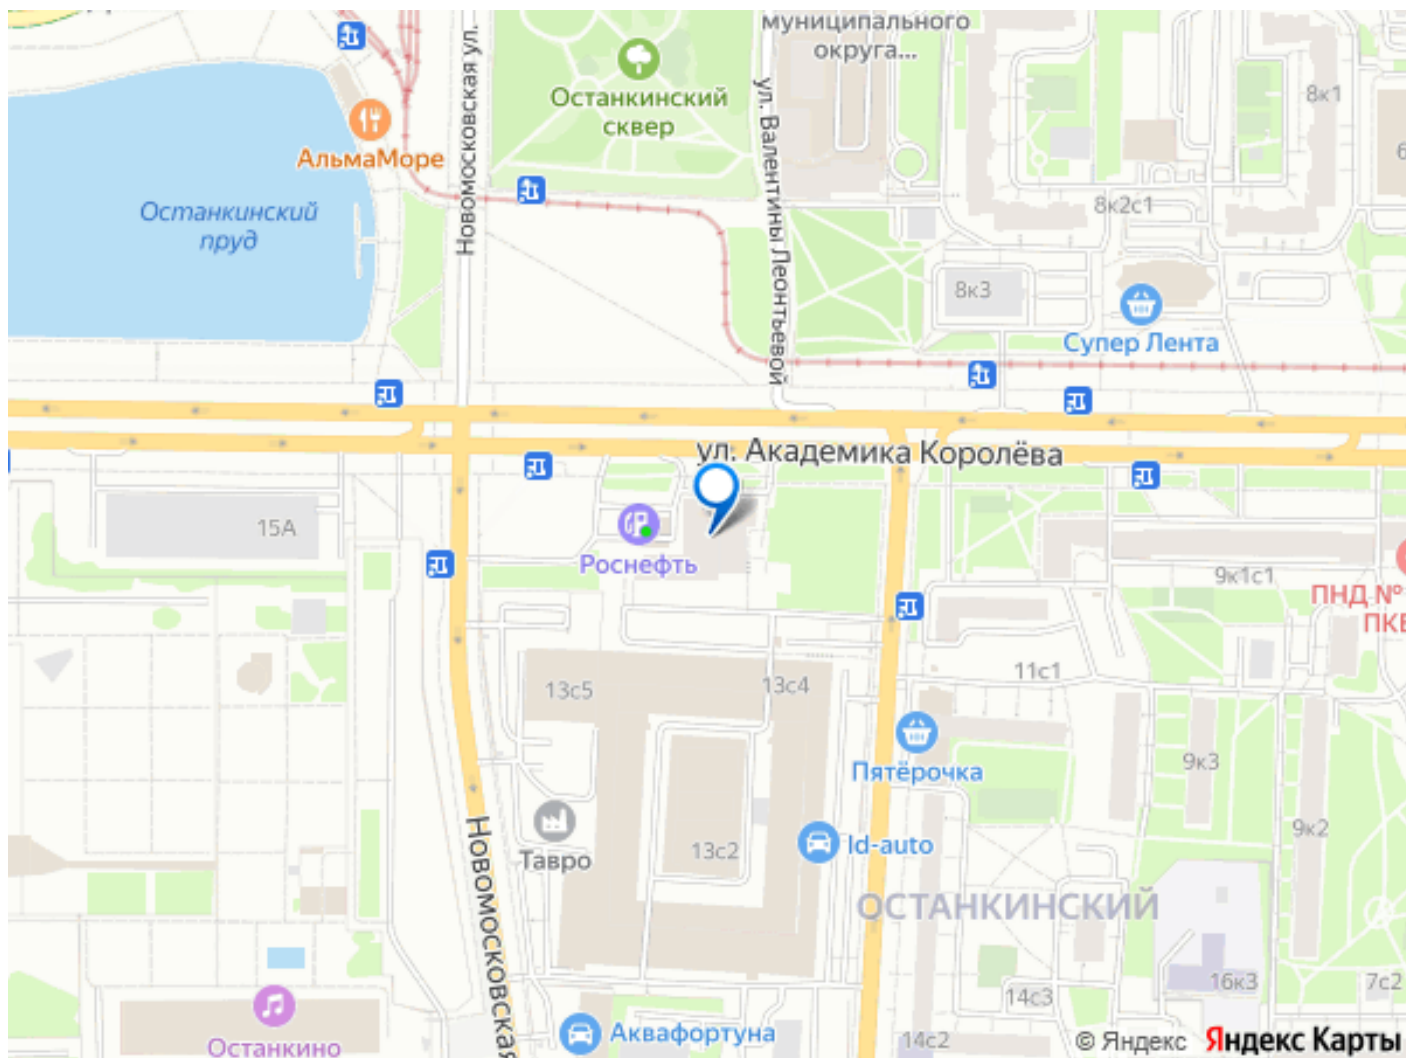 муниципального
округа...
Новомосковская ул.
Останкинский
сквер
ул. Валентины Леонтьевой
8к1
6
АльмаМоре
Останкинский
пруд
8к2с1
8к3
Супер Лента
ул. Академика Королёва
15А
Роснефть
9к1с1
ПНД №
ПКБ
11с1
13с5
13с4
Пятёрочка
9к3
9к2
Тавро
13с2
Id-auto
Новомосковская
ОСТАНКИНСКИЙ
16к3
7с2
14с3
Останкино
Аквафортуна
14с2
© Яндекс Яндекс Карты